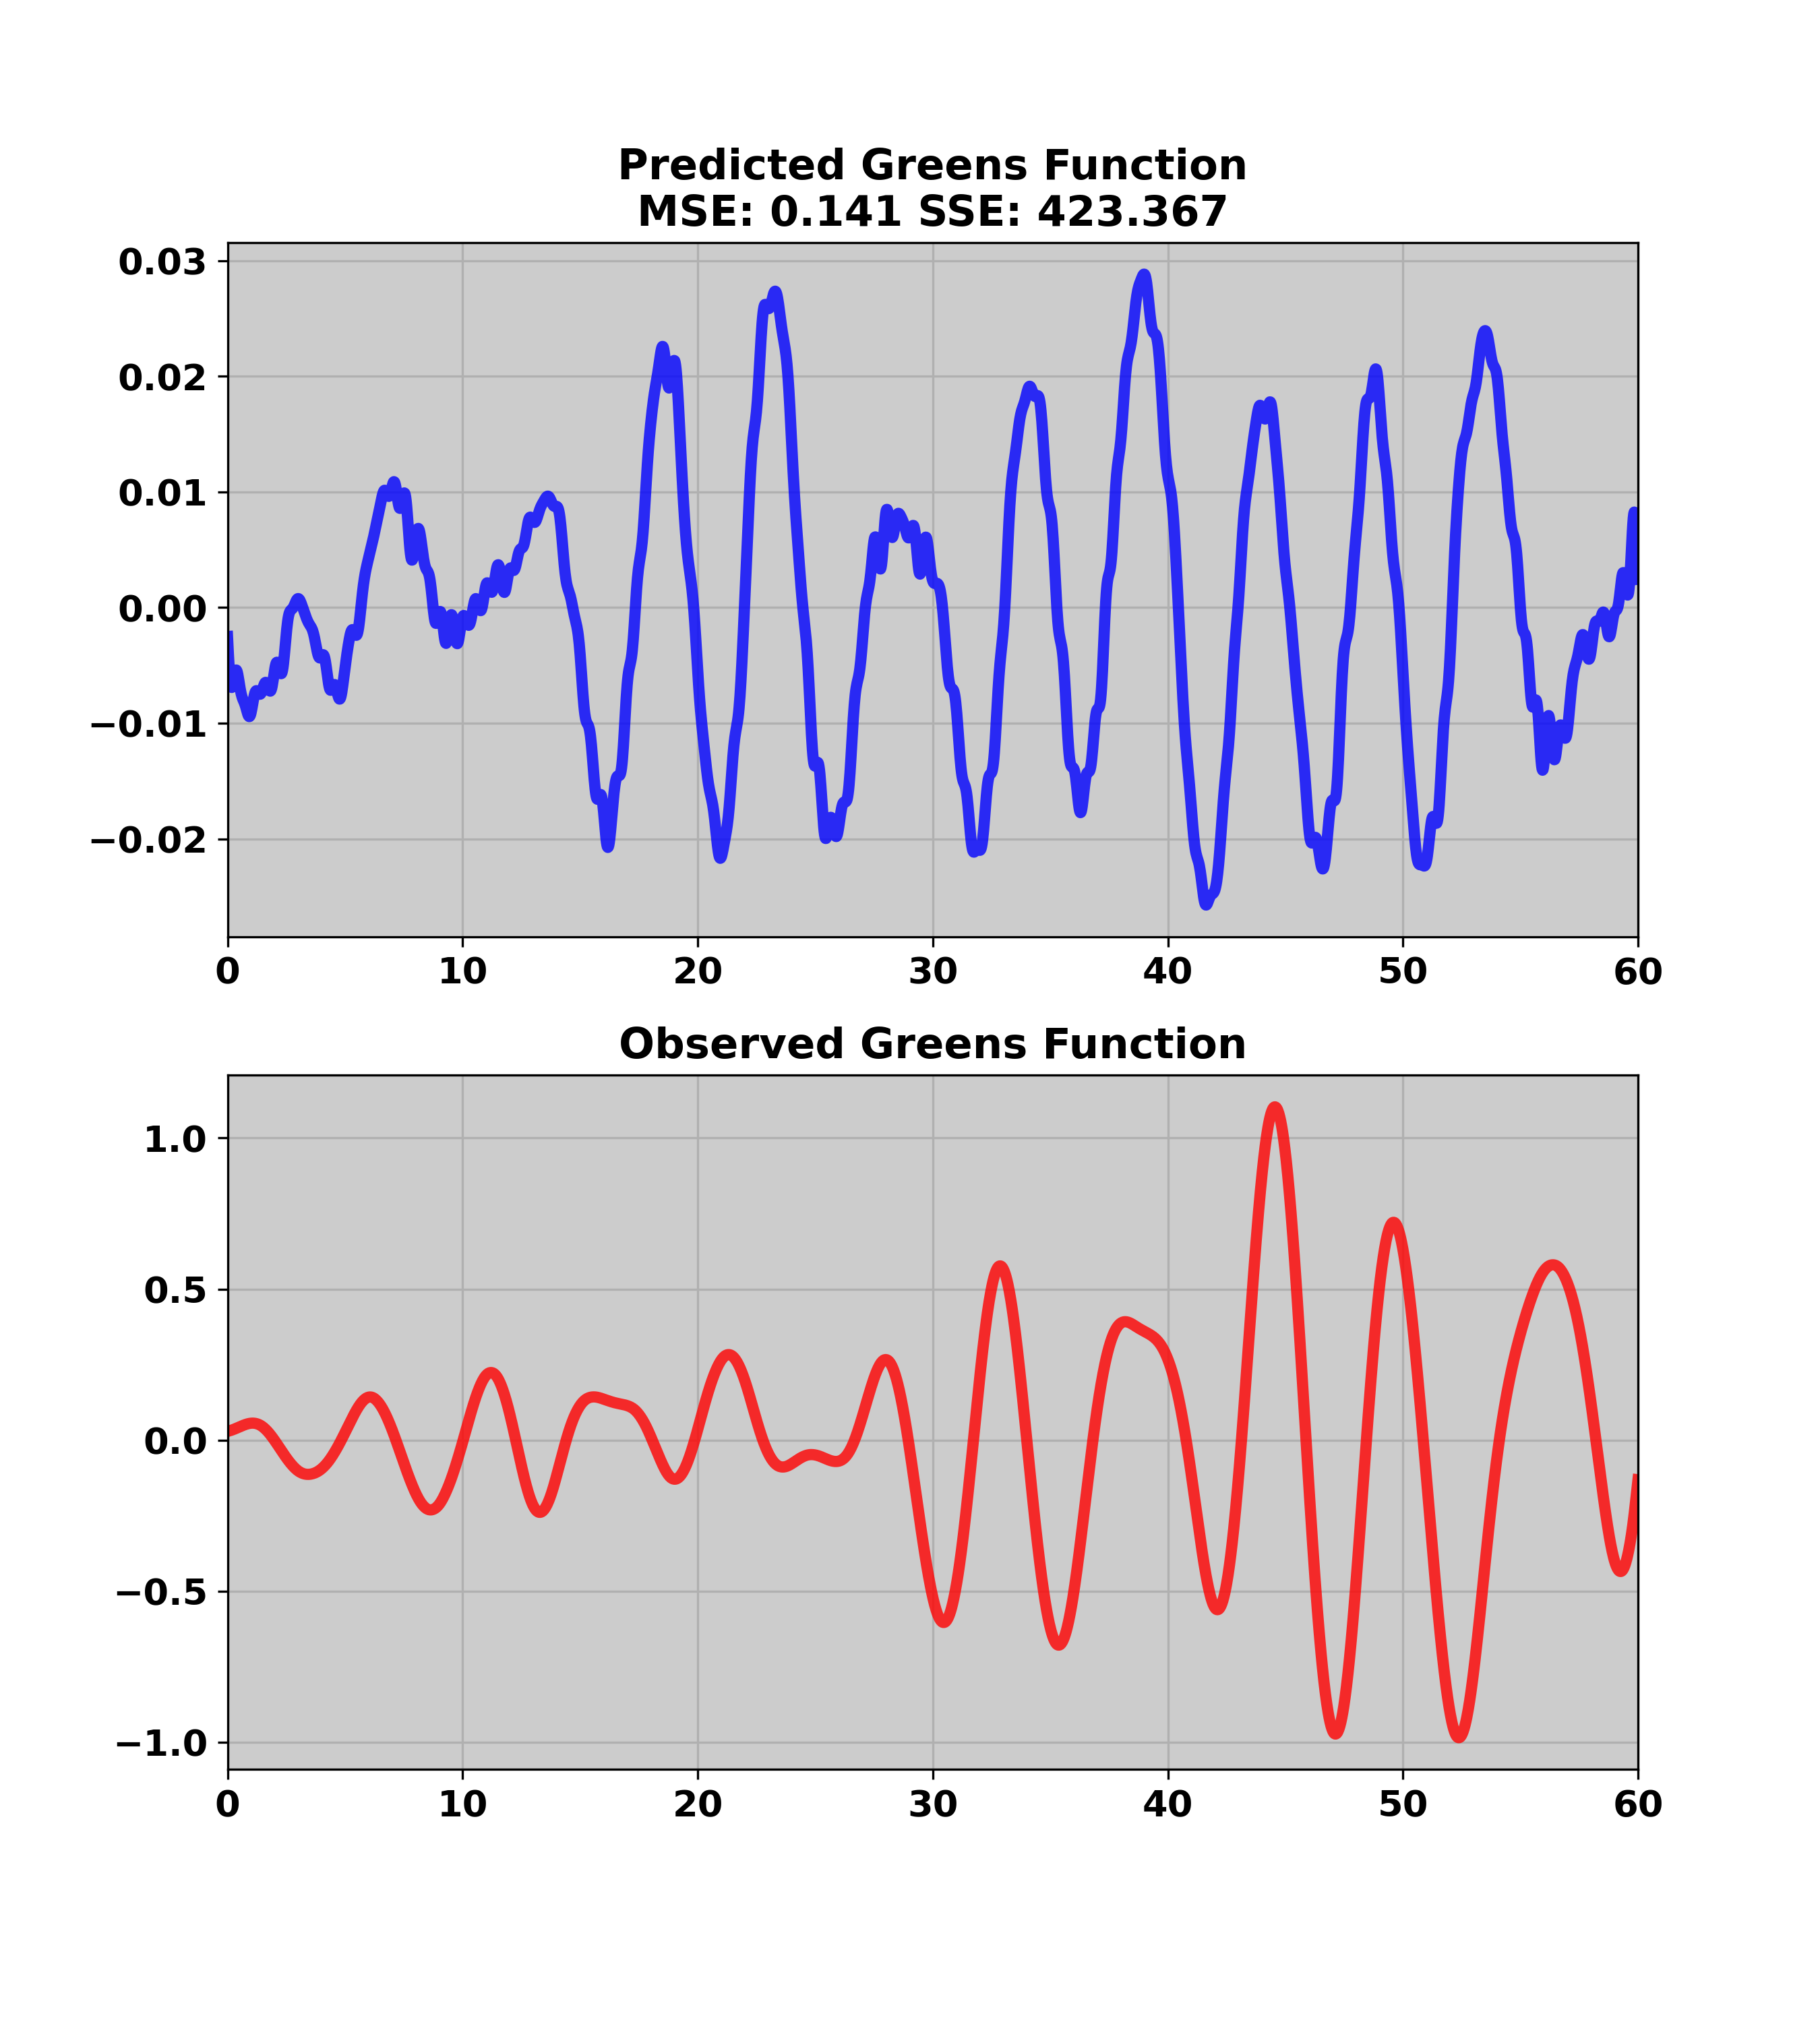 Predicted Greens Function
MSE: 0.141 SSE: 423.367
0.03
0.02
0.01
0.00
−0.01
−0.02
0 10 20 30 40 50 60
Observed Greens Function
1.0
0.5
0.0
−0.5
−1.0
0 10 20 30 40 50 60